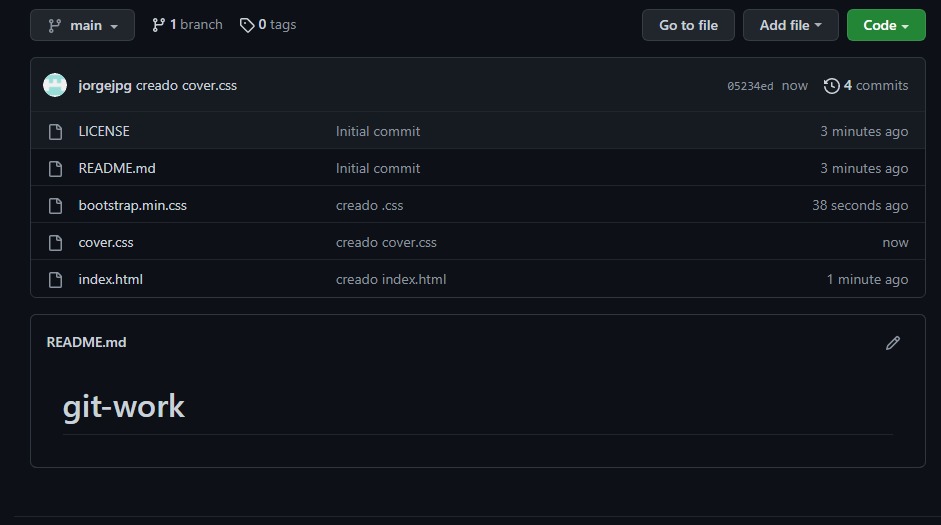 main 1 branch 0 tags Go to file Add file Code
jorgejpg creado cover.css 05234ed now 4 commits
LICENSE Initial commit 3 minutes ago
README.md Initial commit 3 minutes ago
bootstrap.min.css creado .css 38 seconds ago
cover.css creado cover.css now
index.html creado index.html 1 minute ago
README.md
git-work